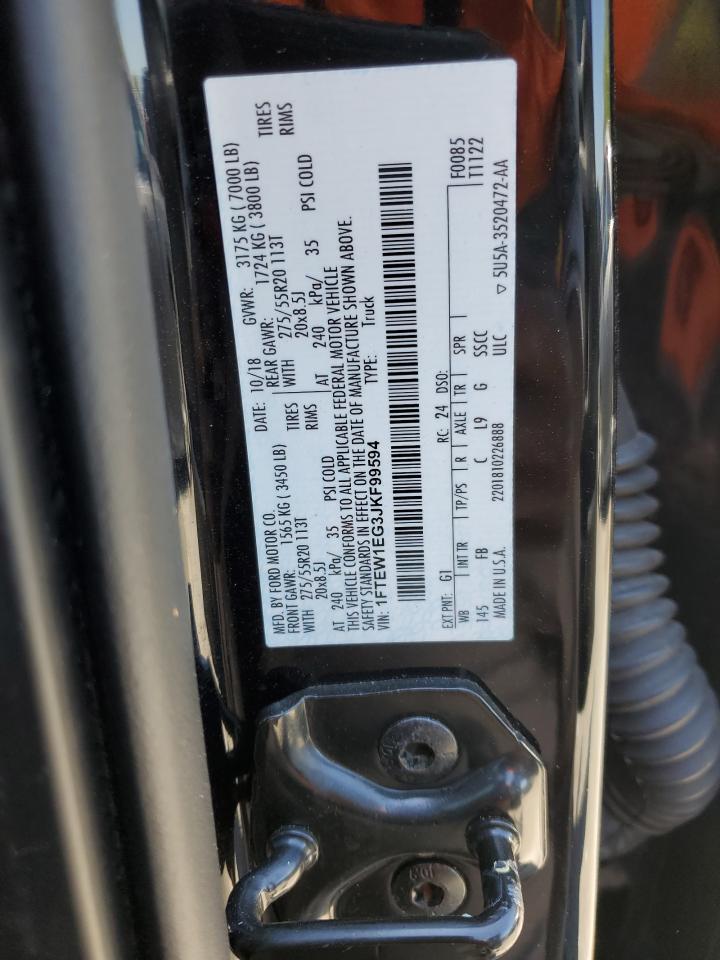 MFD. BY FORD MOTOR CO. DATE: 10/18 GVWR: 3175 KG ( 7000 LB)
FRONT GAWR: 1565 KG ( 3450 LB) REAR GAWR: 1724 KG ( 3800 LB)
WITH 275/55R20 113T TIRES WITH 275/55R20 113T TIRES
20x8.5J RIMS 20x8.5J RIMS
AT 240 kPa/ 35 PSI COLD AT 240 kPa/ 35 PSI COLD
THIS VEHICLE CONFORMS TO ALL APPLICABLE FEDERAL MOTOR VEHICLE
SAFETY STANDARDS IN EFFECT ON THE DATE OF MANUFACTURE SHOWN ABOVE.
VIN: 1FTEW1EG3JKF99594 TYPE: Truck
EXT PNT: G1 RC: 24 DSO: F0085
WB INT TR TP/PS R AXLE TR SPR T1122
145 FB C L9 G SSCC
MADE IN U.S.A. 2201810226888 ULC ▽ 5U5A-3520472-AA